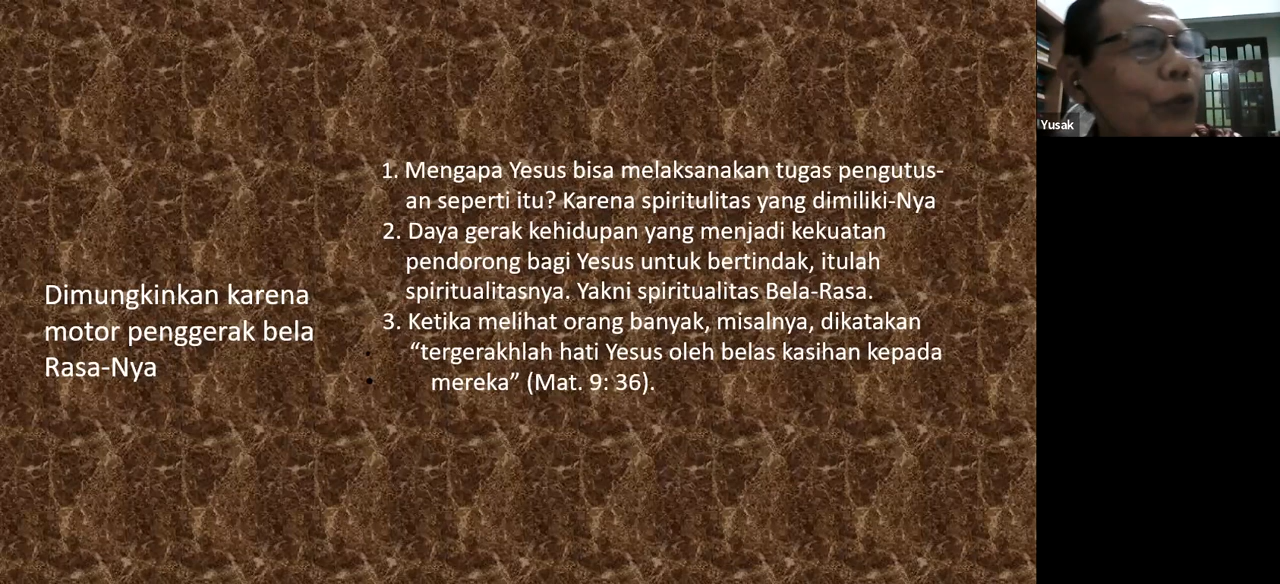 Dimungkinkan karena
motor penggerak bela
Rasa-Nya
1. Mengapa Yesus bisa melaksanakan tugas pengutus-
an seperti itu? Karena spiritulitas yang dimiliki-Nya
2. Daya gerak kehidupan yang menjadi kekuatan
pendorong bagi Yesus untuk bertindak, itulah
spiritualitasnya. Yakni spiritualitas Bela-Rasa.
3. Ketika melihat orang banyak, misalnya, dikatakan
“tergerakhlah hati Yesus oleh belas kasihan kepada
mereka” (Mat. 9: 36).
Yusak